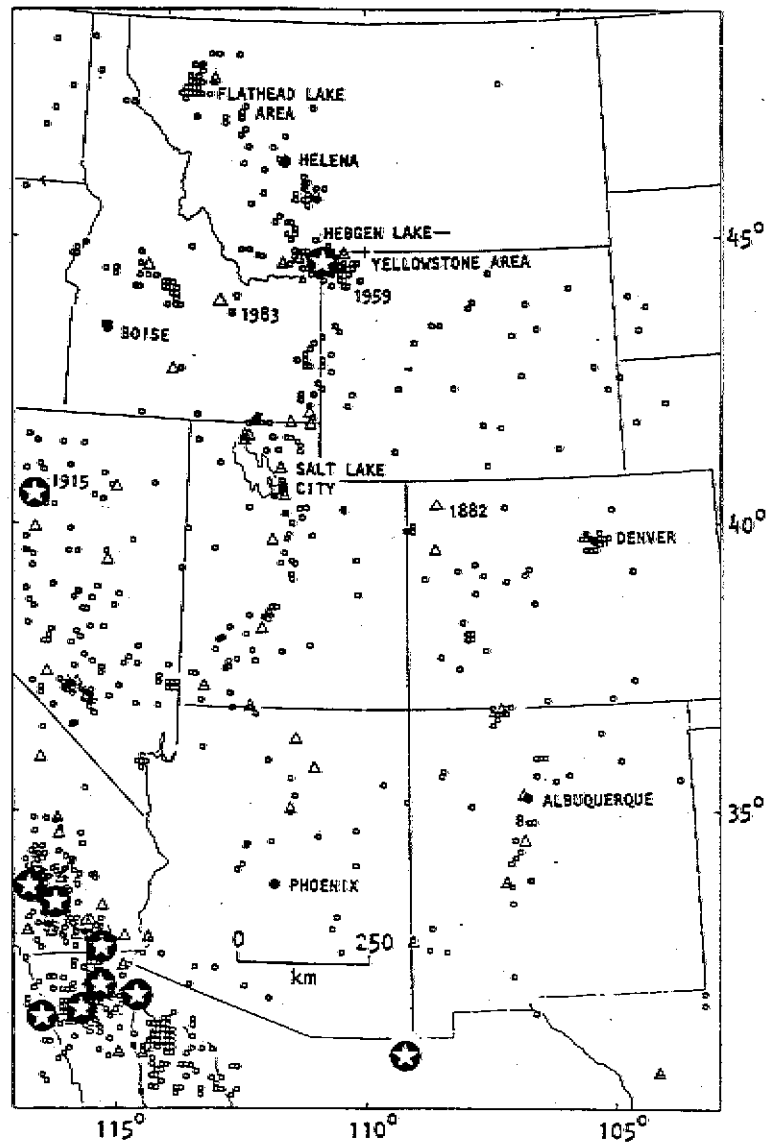 FLATHEAD LAKE
AREA
HELENA
HEBGEN LAKE—
45°
YELLOWSTONE AREA
1959
1983
BOISE
SALT LAKE
CITY
1915
1882
40°
DENVER
ALBUQUERQUE
35°
PHOENIX
0 250
km
115° 110° 105°